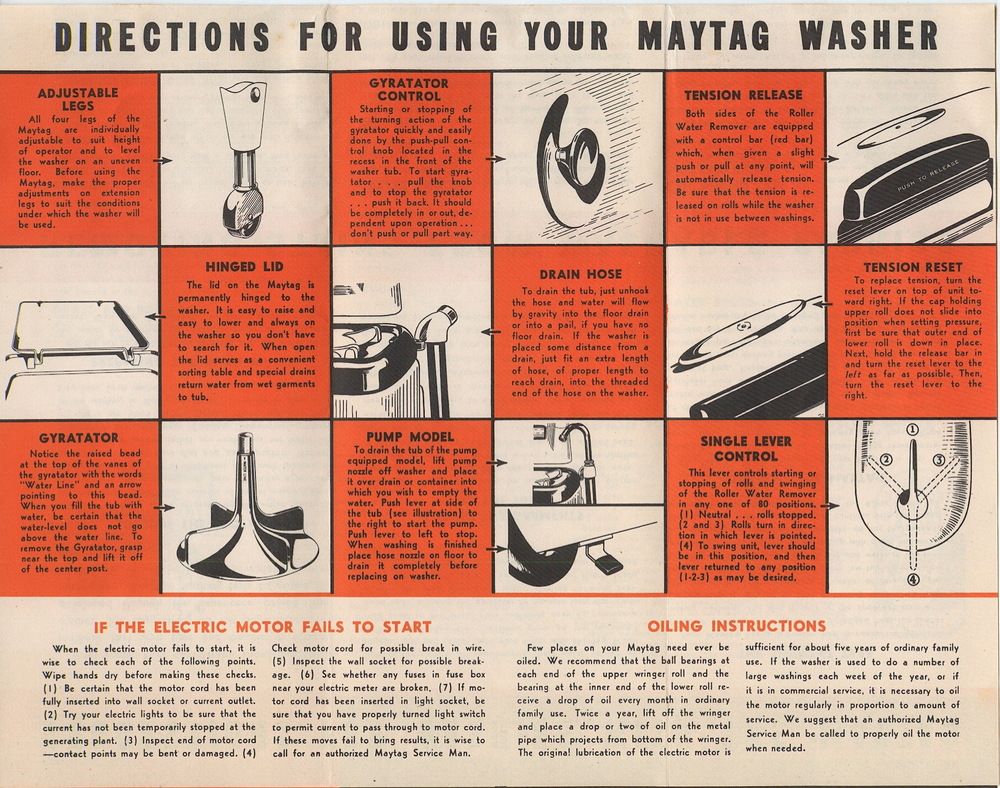 DIRECTIONS FOR USING YOUR MAYTAG WASHER
ADJUSTABLE
LEGS
All four legs of the
Maytag are individually
adjustable to suit height
of operator and to level
the washer on an uneven
floor. Before using the
Maytag, make the proper
adjustments on extension
legs to suit the conditions
under which the washer will
be used.
GYRATATOR
CONTROL
Starting or stopping of
the turning action of the
gyratator quickly and easily
done by the push-pull con-
trol knob located in the
recess in the front of the
washer tub. To start gyra-
tator . . . pull the knob
and to stop the gyratator
. . . push it back. It should
be completely in or out, de-
pendent upon operation . . .
don't push or pull part way.
TENSION RELEASE
Both sides of the Roller
Water Remover are equipped
with a control bar (red bar)
which, when given a slight
push or pull at any point, will
automatically release tension.
Be sure that the tension is re-
leased on rolls while the washer
is not in use between washings.
PUSH TO RELEASE
HINGED LID
The lid on the Maytag is
permanently hinged to the
washer. It is easy to raise and
easy to lower and always on
the washer so you don't have
to search for it. When open
the lid serves as a convenient
sorting table and special drains
return water from wet garments
to tub.
DRAIN HOSE
To drain the tub, just unhook
the hose and water will flow
by gravity into the floor drain
or into a pail, if you have no
floor drain. If the washer is
placed some distance from a
drain, just fit an extra length
of hose, of proper length to
reach drain, into the threaded
end of the hose on the washer.
TENSION RESET
To replace tension, turn the
reset lever on top of unit to-
ward right. If the cap holding
upper roll does not slide into
position when setting pressure,
first be sure that outer end of
lower roll is down in place.
Next, hold the release bar in
and turn the reset lever to the
left as far as possible. Then,
turn the reset lever to the
right.
GYRATATOR
Notice the raised bead
at the top of the vanes of
the gyratator with the words
"Water Line" and an arrow
pointing to this bead.
When you fill the tub with
water, be certain that the
water-level does not go
above the water line. To
remove the Gyratator, grasp
near the top and lift it off
of the center post.
PUMP MODEL
To drain the tub of the pump
equipped model, lift pump
nozzle off washer and place
it over drain or container into
which you wish to empty the
water. Push lever at side of
the tub (see illustration) to
the right to start the pump.
Push lever to left to stop.
When washing is finished
place hose nozzle on floor to
drain it completely before
replacing on washer.
SINGLE LEVER
CONTROL
This lever controls starting or
stopping of rolls and swinging
of the Roller Water Remover
in any one of 80 positions.
(1) Neutral . . . rolls stopped.
(2 and 3) Rolls turn in direc-
tion in which lever is pointed.
(4) To swing unit, lever should
be in this position, and then
lever returned to any position
(1-2-3) as may be desired.
1
2
3
4
IF THE ELECTRIC MOTOR FAILS TO START
When the electric motor fails to start, it is
wise to check each of the following points.
Wipe hands dry before making these checks.
(1) Be certain that the motor cord has been
fully inserted into wall socket or current outlet.
(2) Try your electric lights to be sure that the
current has not been temporarily stopped at the
generating plant. (3) Inspect end of motor cord
—contact points may be bent or damaged. (4)
Check motor cord for possible break in wire.
(5) Inspect the wall socket for possible break-
age. (6) See whether any fuses in fuse box
near your electric meter are broken. (7) If mo-
tor cord has been inserted in light socket, be
sure that you have properly turned light switch
to permit current to pass through to motor cord.
If these moves fail to bring results, it is wise to
call for an authorized Maytag Service Man.
OILING INSTRUCTIONS
Few places on your Maytag need ever be
oiled. We recommend that the ball bearings at
each end of the upper wringer roll and the
bearing at the inner end of the lower roll re-
ceive a drop of oil every month in ordinary
family use. Twice a year, lift off the wringer
and place a drop or two of oil on the metal
pipe which projects from bottom of the wringer.
The original lubrication of the electric motor is
sufficient for about five years of ordinary family
use. If the washer is used to do a number of
large washings each week of the year, or if
it is in commercial service, it is necessary to oil
the motor regularly in proportion to amount of
service. We suggest that an authorized Maytag
Service Man be called to properly oil the motor
when needed.